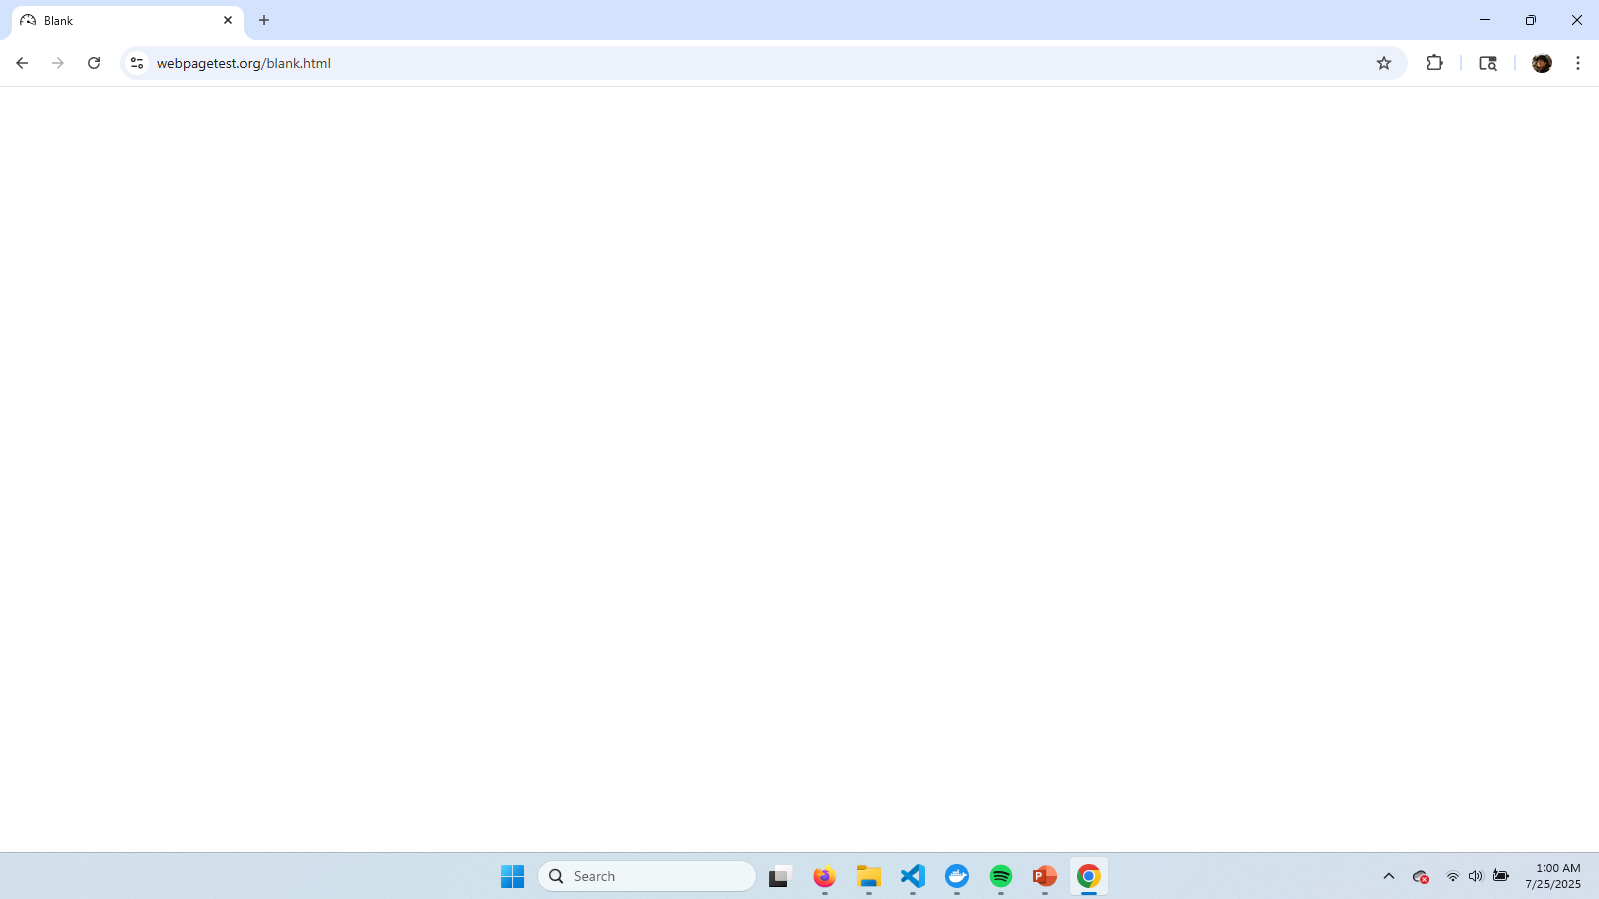 Blank
webpagetest.org/blank.html
Search
P
1:00 AM
7/25/2025